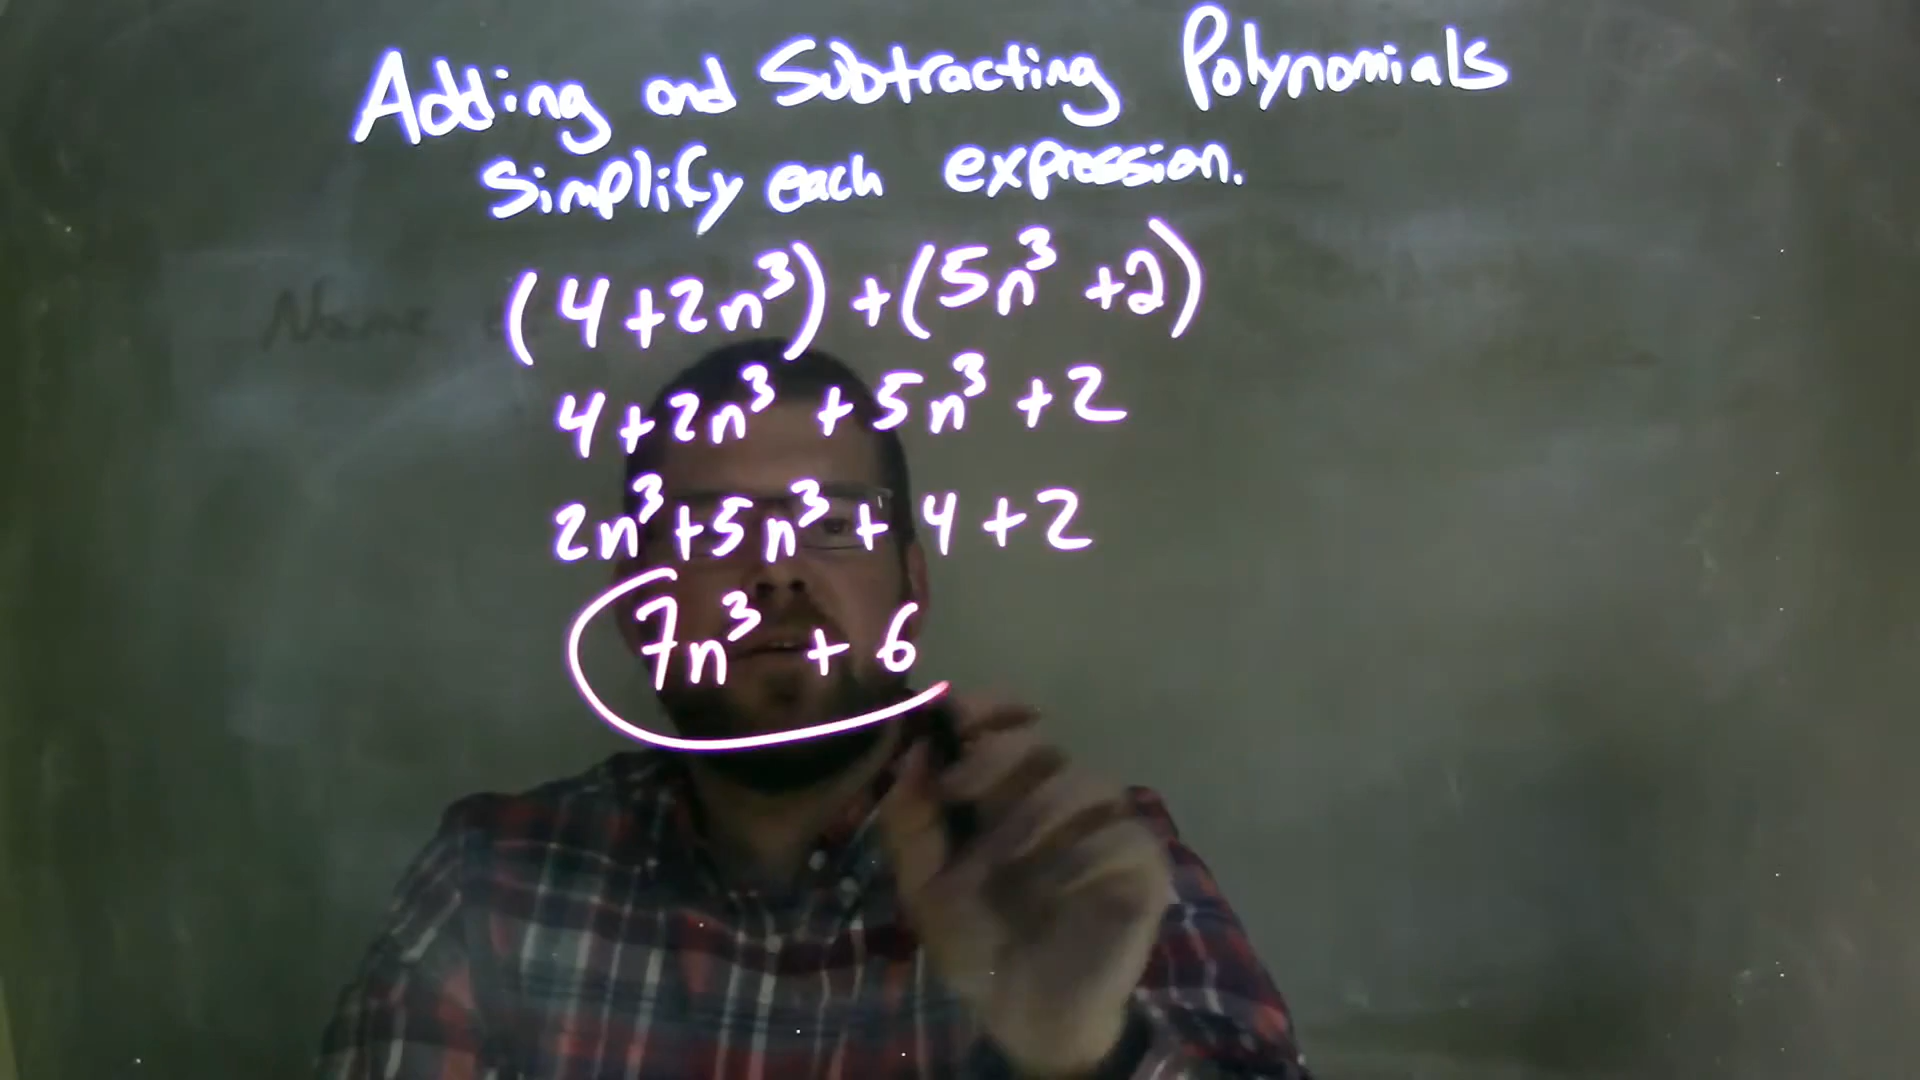 Adding and Subtracting Polynomials
Simplify each expression.
(4+2n³)+(5n³+2)
4+2n³+5n³+2
2n³+5n³+4+2
7n³+6
Name